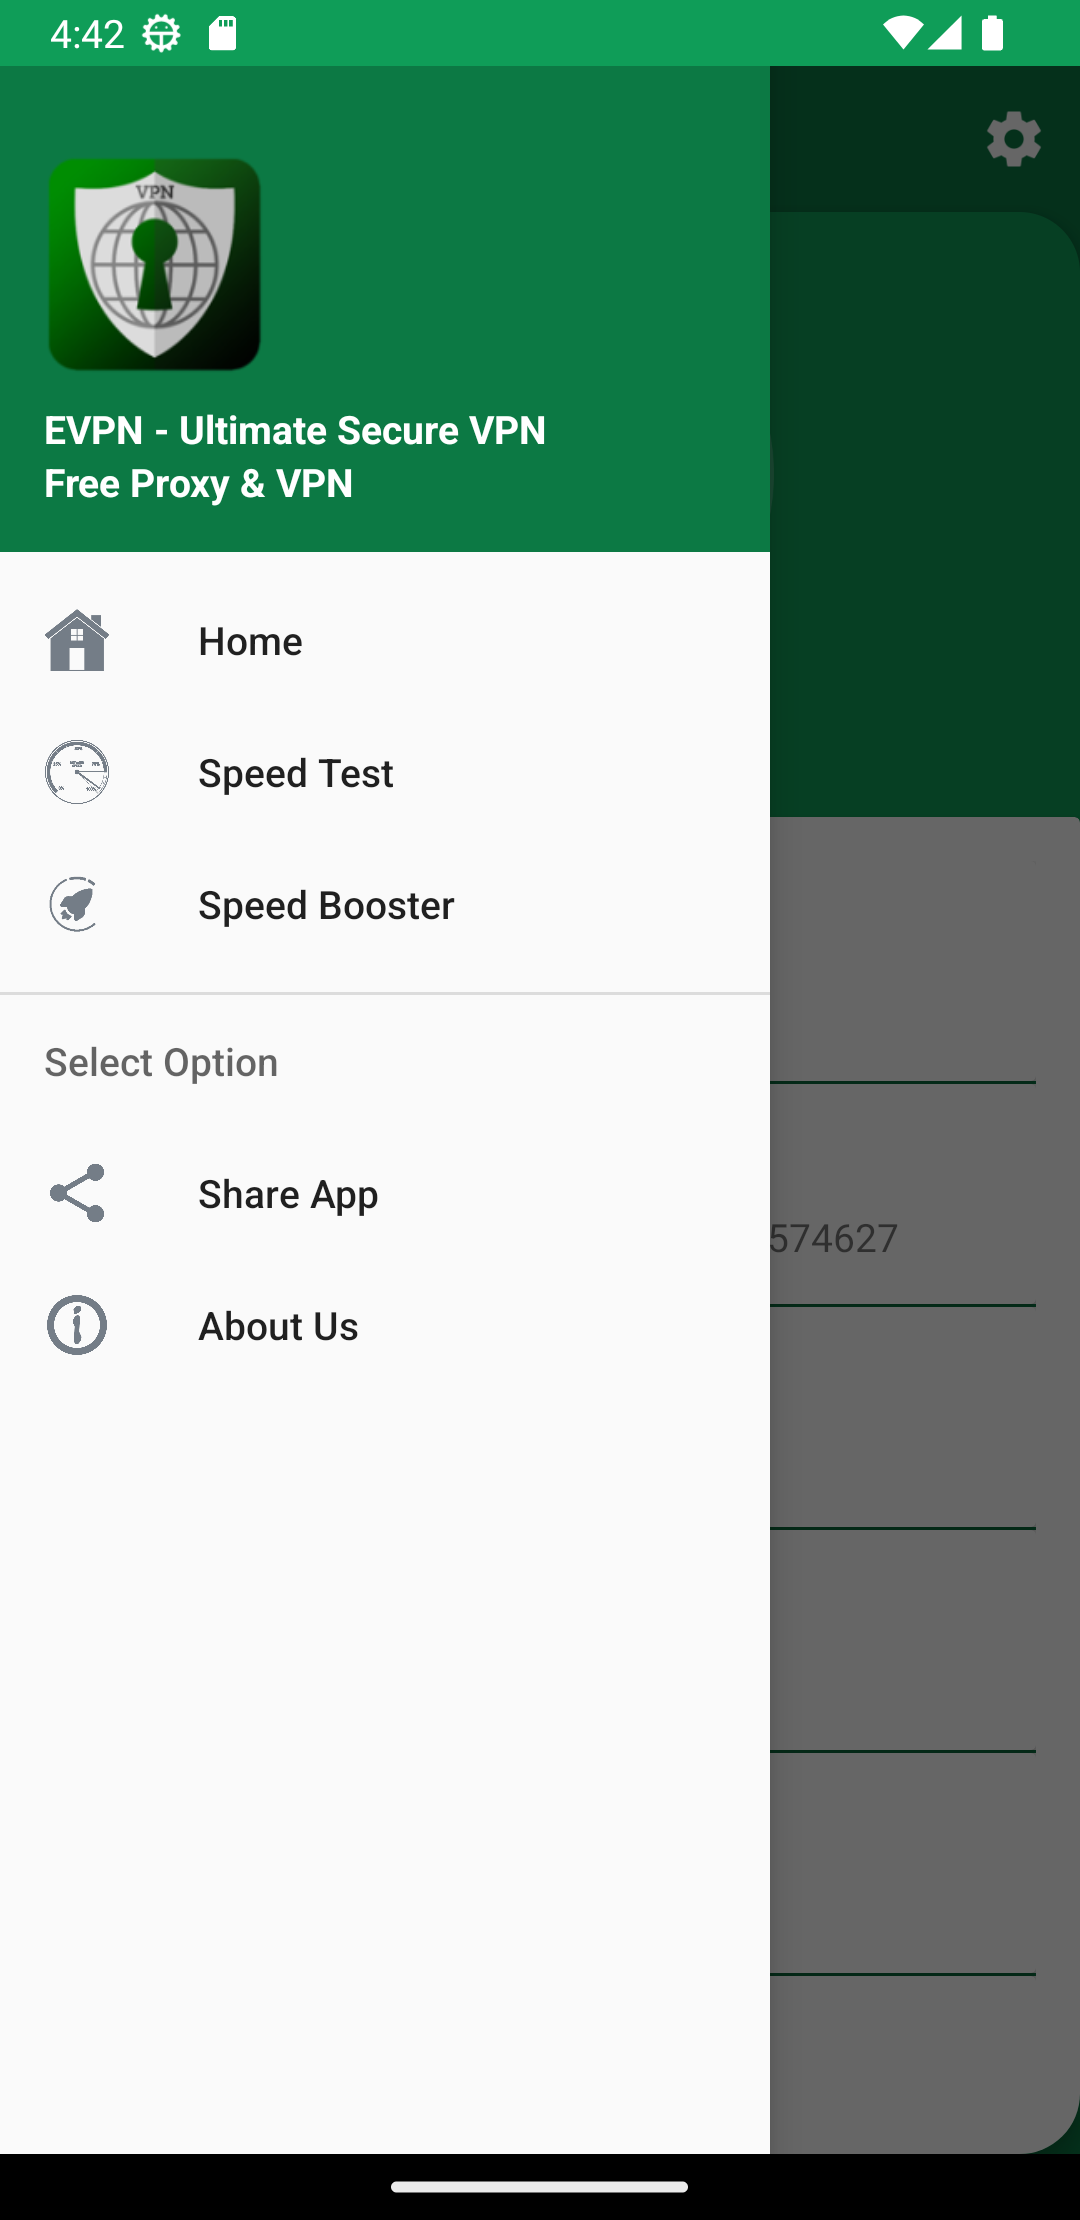 4:42
VPN
EVPN - Ultimate Secure VPN
Free Proxy & VPN
Home
Speed Test
Speed Booster
Select Option
Share App
574627
About Us